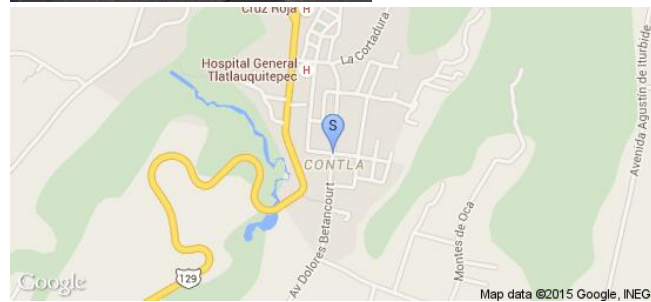 Cruz Roja
H
La Cortadura
Hospital General
Tlatlauquitepec
H
S
CONTLA
Av Dolores Betancourt
Montes de Oca
Avenida Agustín de Iturbide
129
Google
Map data ©2015 Google, INEG